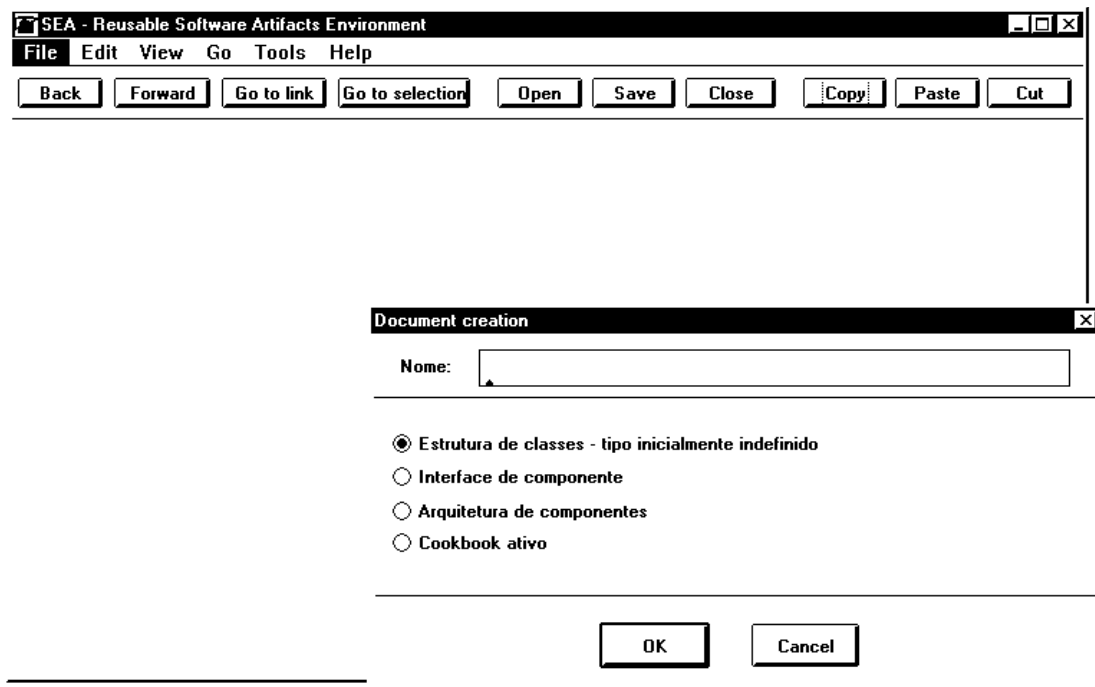 SEA - Reusable Software Artifacts Environment
File Edit View Go Tools Help
Back Forward Go to link Go to selection Open Save Close Copy Paste Cut
Document creation
Nome:
Estrutura de classes - tipo inicialmente indefinido
Interface de componente
Arquitetura de componentes
Cookbook ativo
OK Cancel